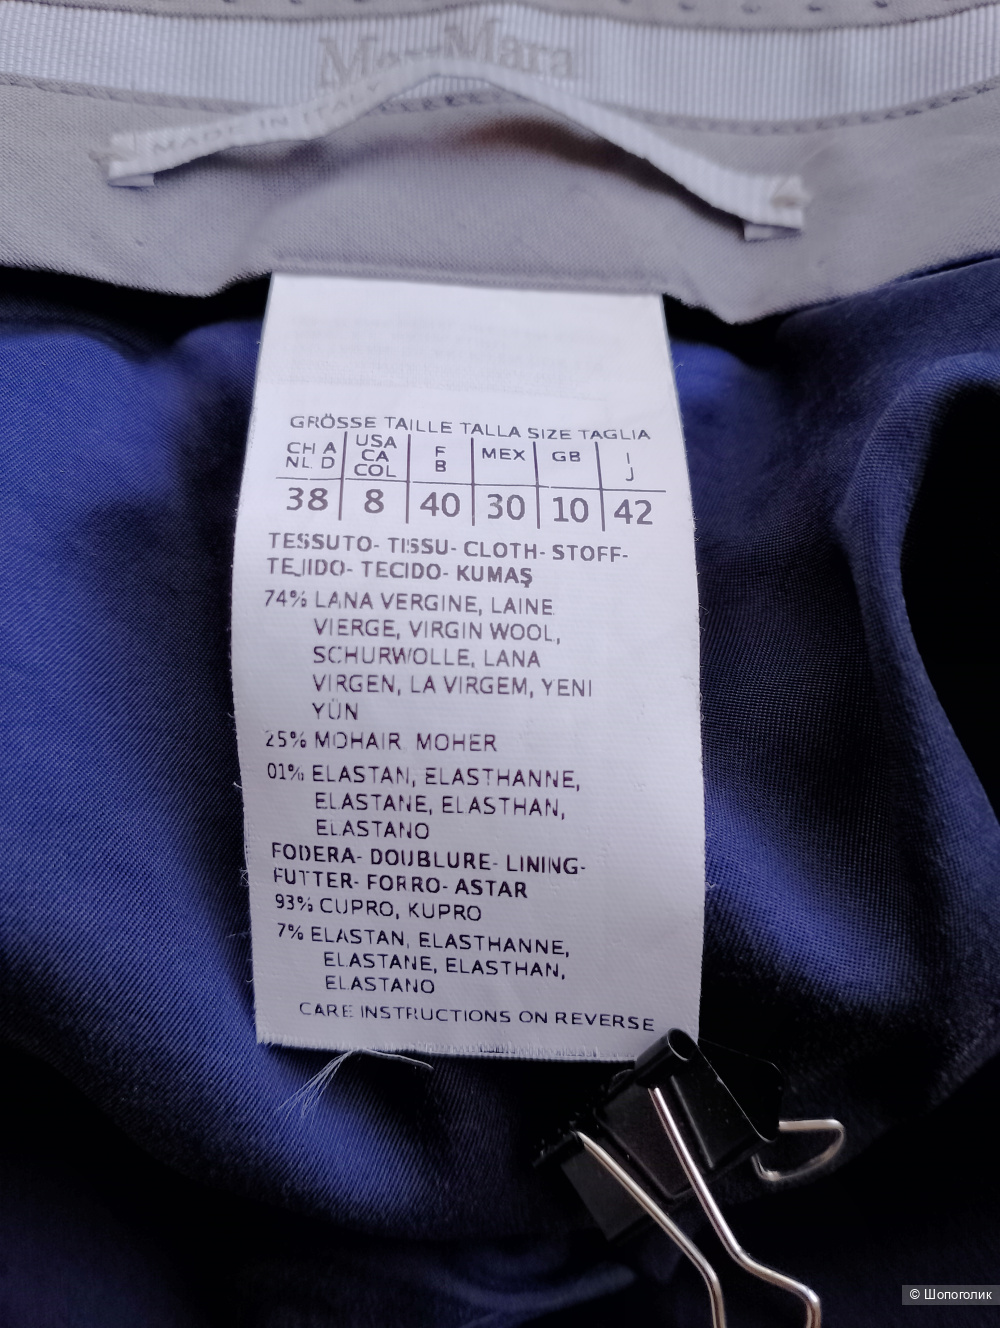 MaxMara
MADE IN ITALY
GRÖSSE TAILLE TALLA SIZE TAGLIA
CH A NL D USA CA COL F B MEX GB I J
38 8 40 30 10 42
TESSUTO- TISSU- CLOTH- STOFF-
TEJIDO- TECIDO- KUMAŞ
74% LANA VERGINE, LAINE
VIERGE, VIRGIN WOOL,
SCHURWOLLE, LANA
VIRGEN, LA VIRGEM, YENI
YÜN
25% MOHAIR MOHER
01% ELASTAN, ELASTHANNE,
ELASTANE, ELASTHAN,
ELASTANO
FODERA- DOUBLURE- LINING-
FUTTER- FORRO- ASTAR
93% CUPRO, KUPRO
7% ELASTAN, ELASTHANNE,
ELASTANE, ELASTHAN,
ELASTANO
CARE INSTRUCTIONS ON REVERSE
© Шопоголик